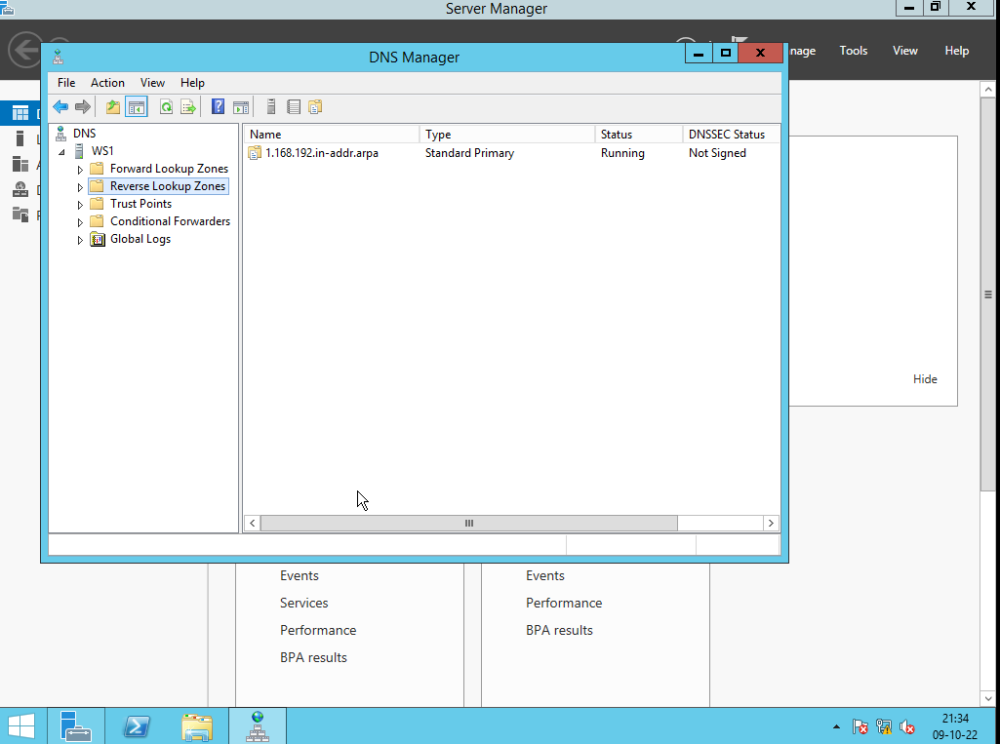 Server Manager
nage Tools View Help
DNS Manager
File Action View Help
DNS
WS1
Forward Lookup Zones
Reverse Lookup Zones
Trust Points
Conditional Forwarders
Global Logs
Name Type Status DNSSEC Status
1.168.192.in-addr.arpa Standard Primary Running Not Signed
Hide
Events
Services
Performance
BPA results
Events
Performance
BPA results
21:34
09-10-22